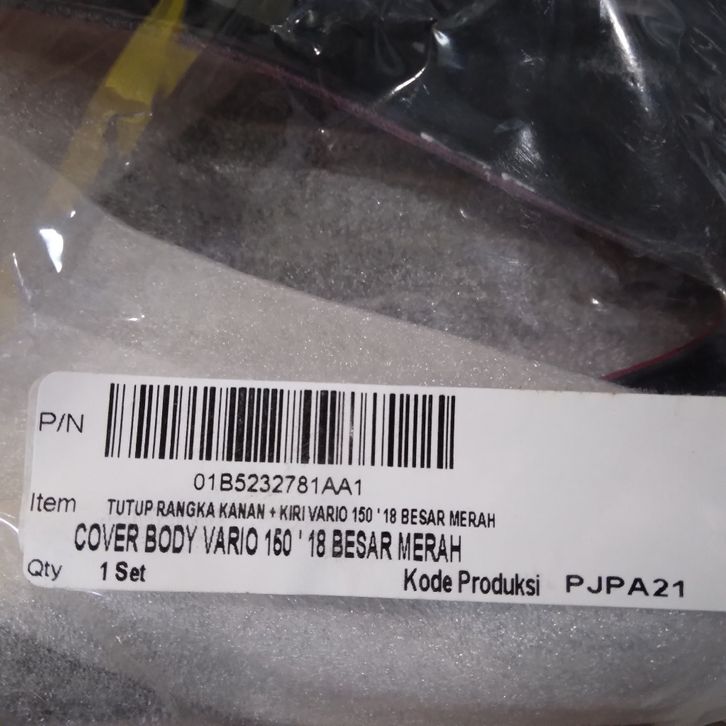 P/N
01B5232781AA1
Item TUTUP RANGKA KANAN + KIRI VARIO 150 ' 18 BESAR MERAH
COVER BODY VARIO 150 ' 18 BESAR MERAH
Qty 1 Set Kode Produksi PJPA21